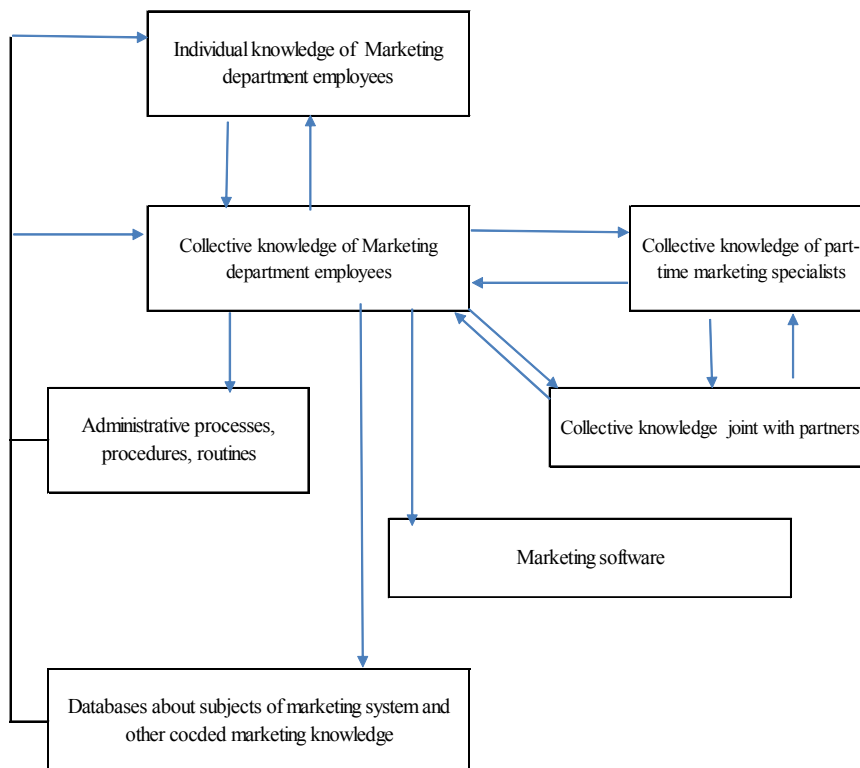 Individual knowledge of Marketing
department employees
Collective knowledge of Marketing
department employees
Collective knowledge of part-
time marketing specialists
Administrative processes,
procedures, routines
Collective knowledge joint with partners
Marketing software
Databases about subjects of marketing system and
other cocded marketing knowledge